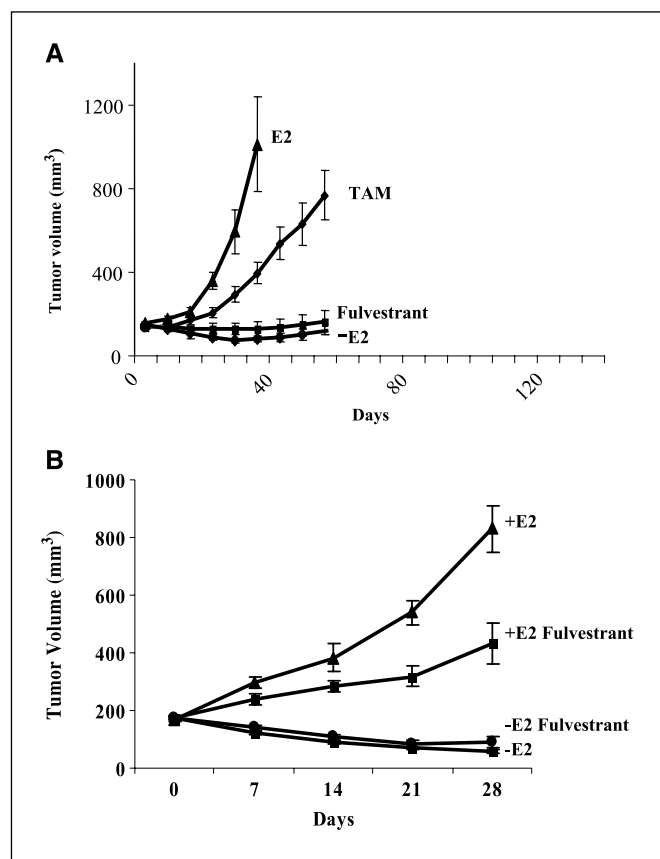 A
Tumor volume (mm³)
1200
800
400
0
E2
TAM
Fulvestrant
–E2
0
40
80
120
Days
B
Tumor Volume (mm³)
1000
800
600
400
200
0
+E2
+E2 Fulvestrant
-E2 Fulvestrant
-E2
0 7 14 21 28
Days